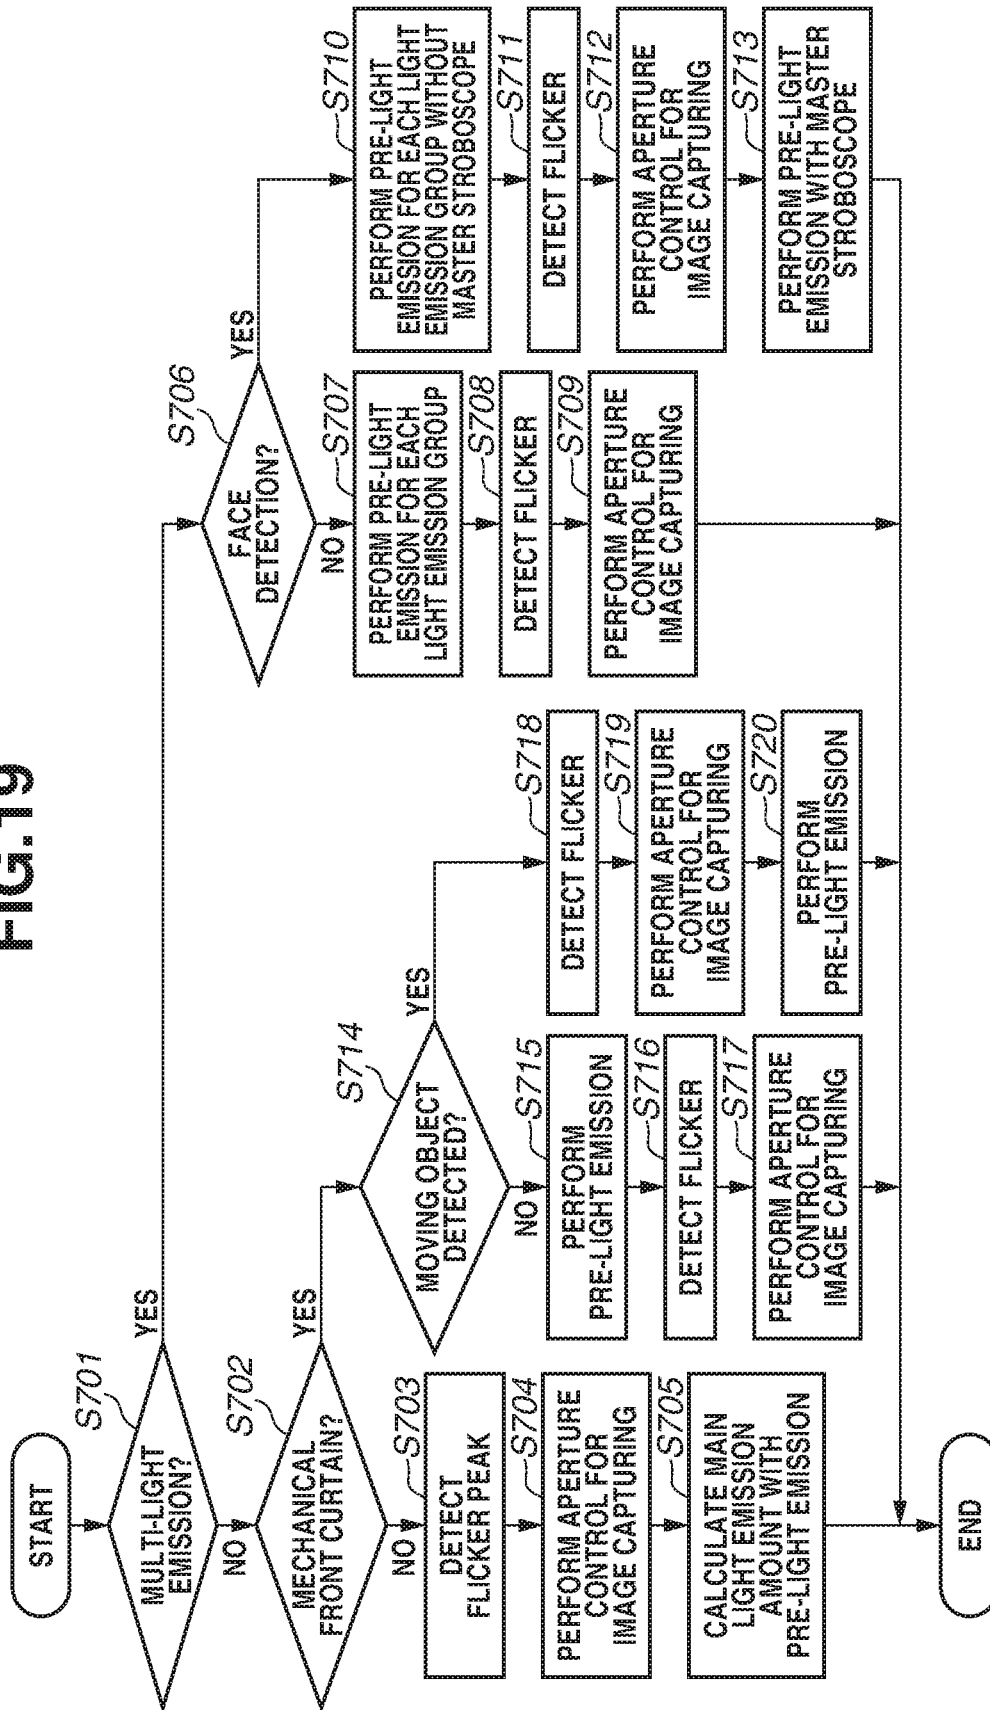 FIG.19
START
S701
MULTI-LIGHT
EMISSION?
YES
NO
S702
MECHANICAL
FRONT CURTAIN?
YES
NO
S703
DETECT
FLICKER PEAK
S704
PERFORM APERTURE
CONTROL FOR
IMAGE CAPTURING
S705
CALCULATE MAIN
LIGHT EMISSION
AMOUNT WITH
PRE-LIGHT EMISSION
S714
MOVING OBJECT
DETECTED?
YES
NO
S715
PERFORM
PRE-LIGHT EMISSION
S716
DETECT FLICKER
S717
PERFORM APERTURE
CONTROL FOR
IMAGE CAPTURING
S718
DETECT FLICKER
S719
PERFORM APERTURE
CONTROL FOR
IMAGE CAPTURING
S720
PERFORM
PRE-LIGHT EMISSION
S706
FACE
DETECTION?
YES
NO
S707
PERFORM PRE-LIGHT
EMISSION FOR EACH
LIGHT EMISSION GROUP
S708
DETECT FLICKER
S709
PERFORM APERTURE
CONTROL FOR
IMAGE CAPTURING
S710
PERFORM PRE-LIGHT
EMISSION FOR EACH LIGHT
EMISSION GROUP WITHOUT
MASTER STROBOSCOPE
S711
DETECT FLICKER
S712
PERFORM APERTURE
CONTROL FOR
IMAGE CAPTURING
S713
PERFORM PRE-LIGHT
EMISSION WITH MASTER
STROBOSCOPE
END